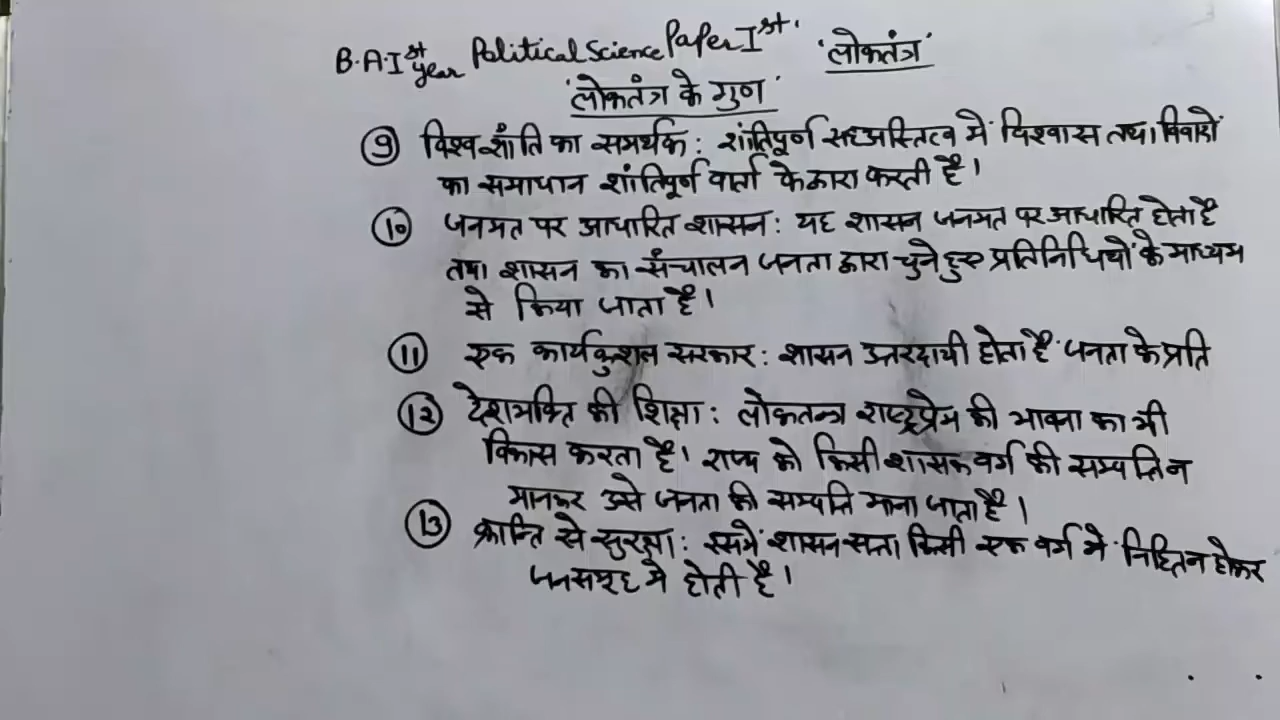 B.A.Ist year Political Science Paper Ist. 'लोकतंत्र'
'लोकतंत्र के गुण'
9 विश्व शांति का समर्थक : शांतिपूर्ण सहअस्तित्व में विश्वास तथा विवादों
का समाधान शांतिपूर्ण वार्ता के द्वारा करती है।
10 जनमत पर आधारित शासन : यह शासन जनमत पर आधारित होता है
तथा शासन का संचालन जनता द्वारा चुने हुए प्रतिनिधियों के माध्यम
से किया जाता है।
11 एक कार्यकुशल सरकार : शासन उत्तरदायी होता है जनता के प्रति
12 देशभक्ति की शिक्षा : लोकतन्त्र राष्ट्रप्रेम की भावना का भी
विकास करता है। राज्य को किसी शासक वर्ग की सम्पत्ति न
मानकर उसे जनता की सम्पत्ति माना जाता है।
13 क्रान्ति से सुरक्षा : इसमें शासन सत्ता किसी एक वर्ग में निहित न होकर
जनसमूह में होती है।